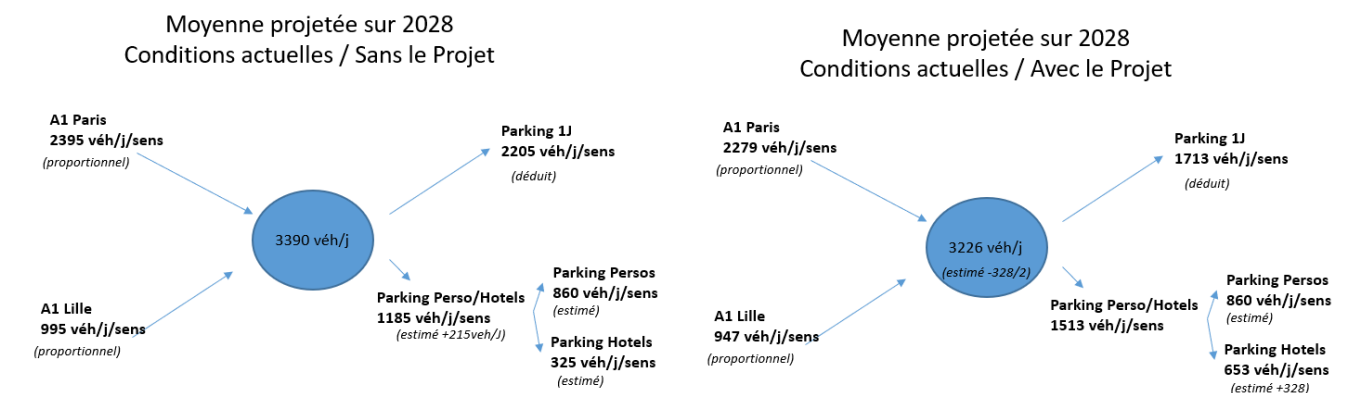 Moyenne projetée sur 2028
Conditions actuelles / Sans le Projet
A1 Paris
2395 véh/j/sens
(proportionnel)
Parking 1J
2205 véh/j/sens
(déduit)
3390 véh/j
A1 Lille
995 véh/j/sens
(proportionnel)
Parking Perso/Hotels
1185 véh/j/sens
(estimé +215veh/J)
Parking Persos
860 véh/j/sens
(estimé)
Parking Hotels
325 véh/j/sens
(estimé)
Moyenne projetée sur 2028
Conditions actuelles / Avec le Projet
A1 Paris
2279 véh/j/sens
(proportionnel)
Parking 1J
1713 véh/j/sens
(déduit)
3226 véh/j
(estimé -328/2)
A1 Lille
947 véh/j/sens
(proportionnel)
Parking Perso/Hotels
1513 véh/j/sens
Parking Persos
860 véh/j/sens
(estimé)
Parking Hotels
653 véh/j/sens
(estimé +328)